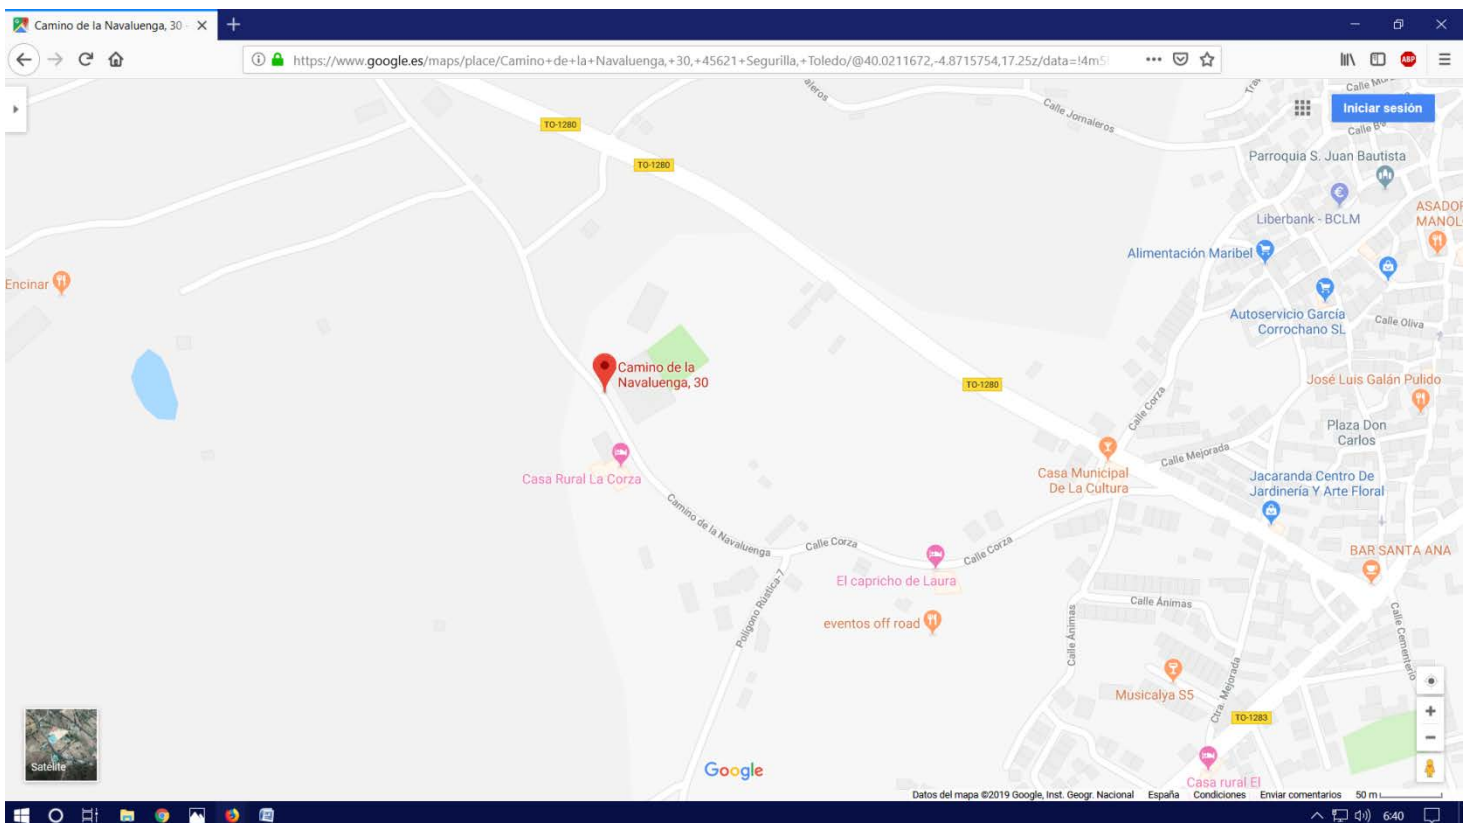 Camino de la Navaluenga, 30 -
https://www.google.es/maps/place/Camino+de+la+Navaluenga,+30,+45621+Segurilla,+Toledo/@40.0211672,-4.8715754,17.25z/data=!4m5
ABP
Iniciar sesión
TO-1280
TO-1280
Calle Jornaleros
Parroquia S. Juan Bautista
Liberbank - BCLM
ASADOR
MANOL
Alimentación Maribel
Encinar
Autoservicio García
Corrochano SL
Calle Oliva
Camino de la
Navaluenga, 30
TO-1280
José Luis Galán Pulido
Calle Corza
Plaza Don
Carlos
Calle Mejorada
Casa Municipal
De La Cultura
Casa Rural La Corza
Jacaranda Centro De
Jardinería Y Arte Floral
Camino de la Navaluenga
Calle Corza
Calle Corza
El capricho de Laura
BAR SANTA ANA
Polígono Rústica-7
Calle Ánimas
Calle Ánimas
Calle Cementerio
eventos off road
Musicalya S5
Ctra. Mejorada
TO-1283
Satélite
Google
Casa rural El
Datos del mapa ©2019 Google, Inst. Geogr. Nacional España Condiciones Enviar comentarios 50 m
6:40